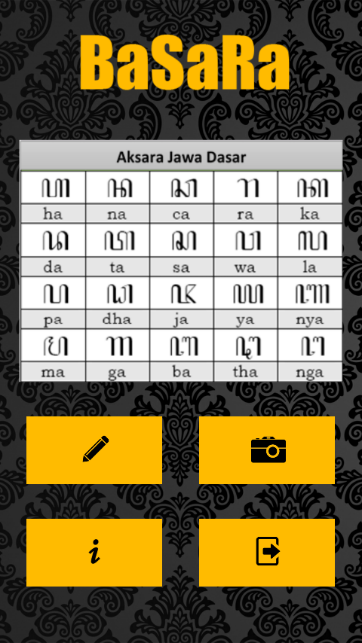 BaSaRa
Aksara Jawa Dasar
ꦲ ꦤ ꦕ ꦫ ꦏ
ha na ca ra ka
ꦢ ꦠ ꦱ ꦮ ꦭ
da ta sa wa la
ꦥ ꦝ ꦗ ꦪ ꦚ
pa dha ja ya nya
ꦩ ꦒ ꦧ ꦛ ꦔ
ma ga ba tha nga
i